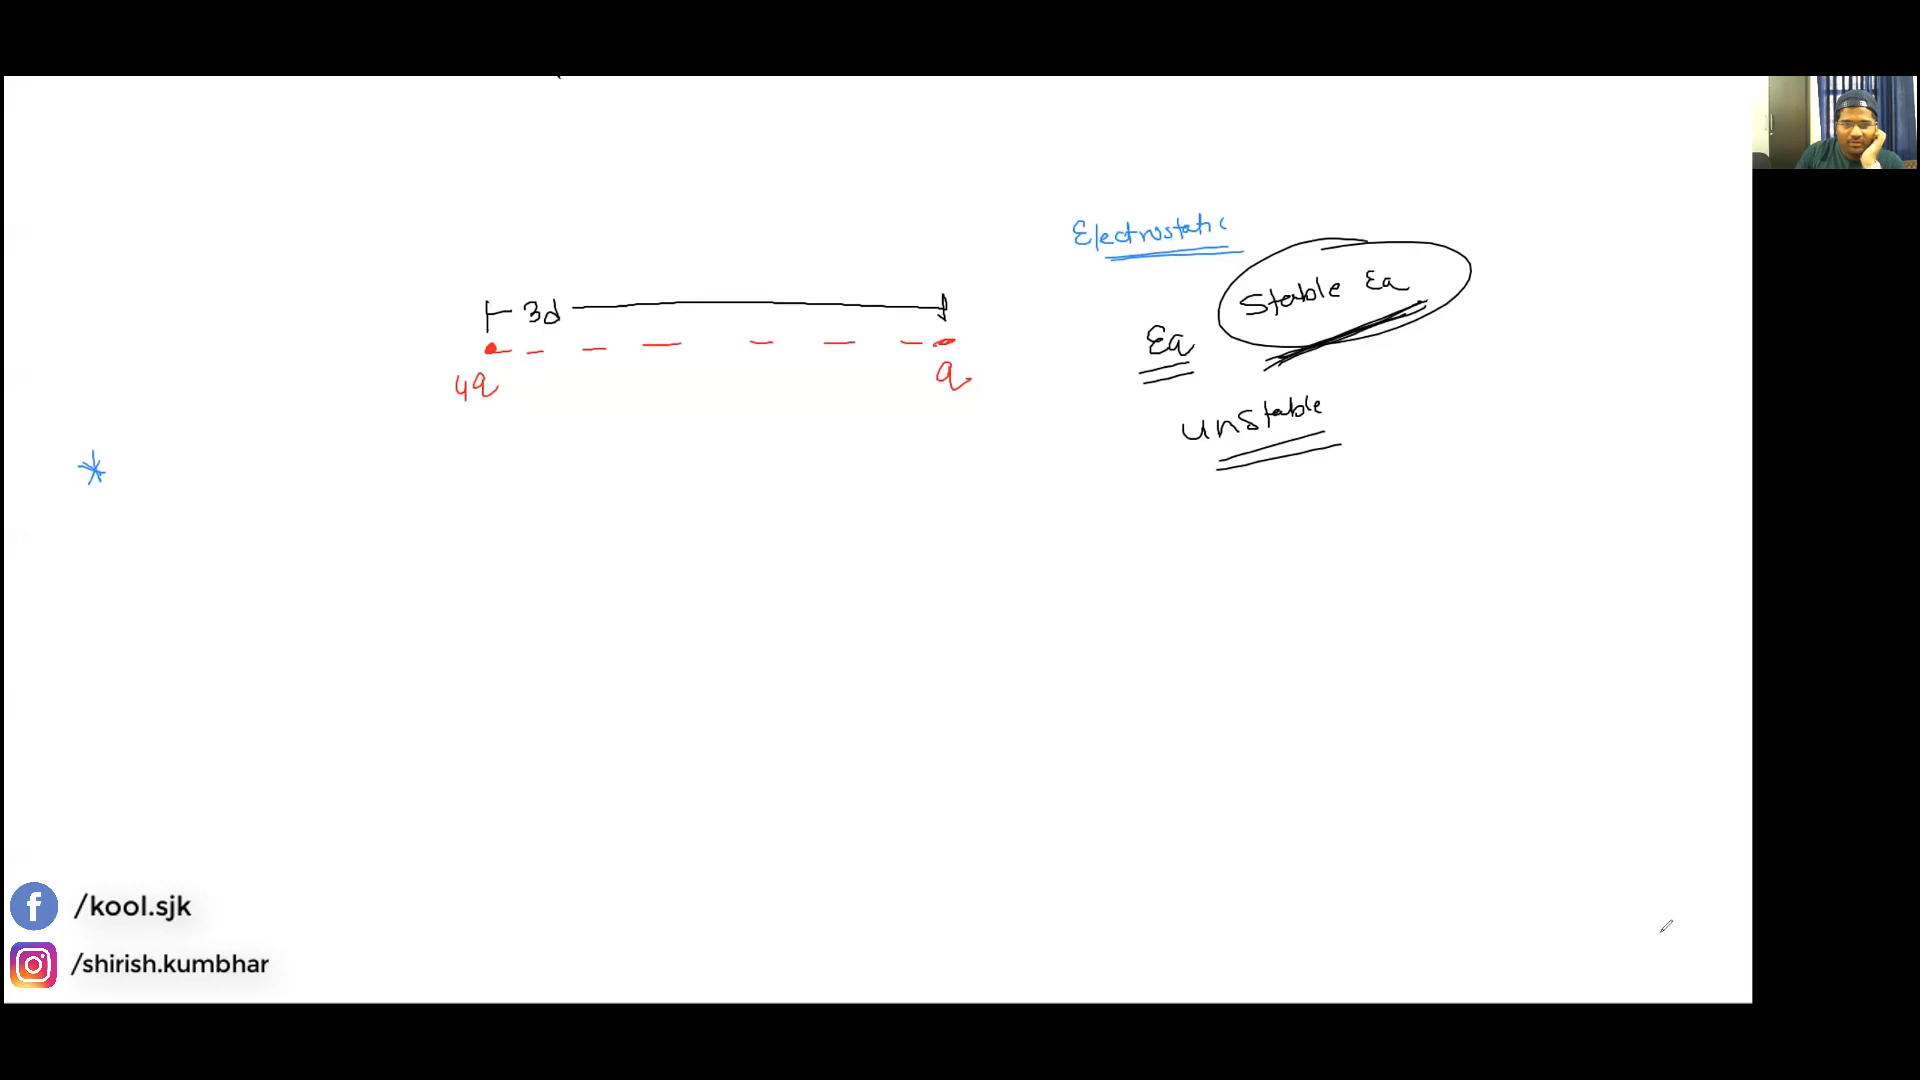 Electrostatic
Stable Eq
3d
Eq
4q
q
unstable
*
/kool.sjk
/shirish.kumbhar